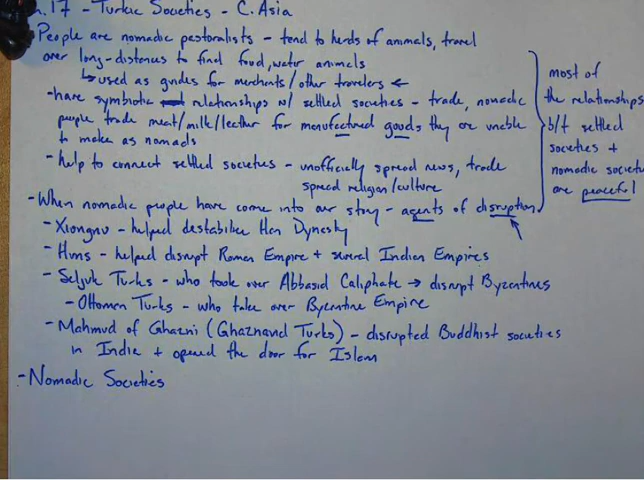 h. 17 - Turkic Societies - C. Asia
- People are nomadic pastoralists - tend to herds of animals, travel
over long-distances to find food, water animals
↳ used as guides for merchants/other travelers ←
- have symbiotic relationships w/ settled societies - trade, nomadic
people trade meat/milk/leather for manufactured goods they are unable
to make as nomads
- help to connect settled societies - unofficially spread news, trade
spread religion/culture
most of
the relationships
b/t settled
societies +
nomadic societi
are peaceful
- When nomadic people have come into our story - agents of disruption
- Xiongnu - helped destabilize Han Dynasty
- Huns - helped disrupt Roman Empire + several Indian Empires
- Seljuk Turks - who took over Abbasid Caliphate → disrupt Byzantines
- Ottoman Turks - who take over Byzantine Empire
- Mahmud of Ghazni (Ghaznavid Turks) - disrupted Buddhist societies
in India + opened the door for Islam
- Nomadic Societies